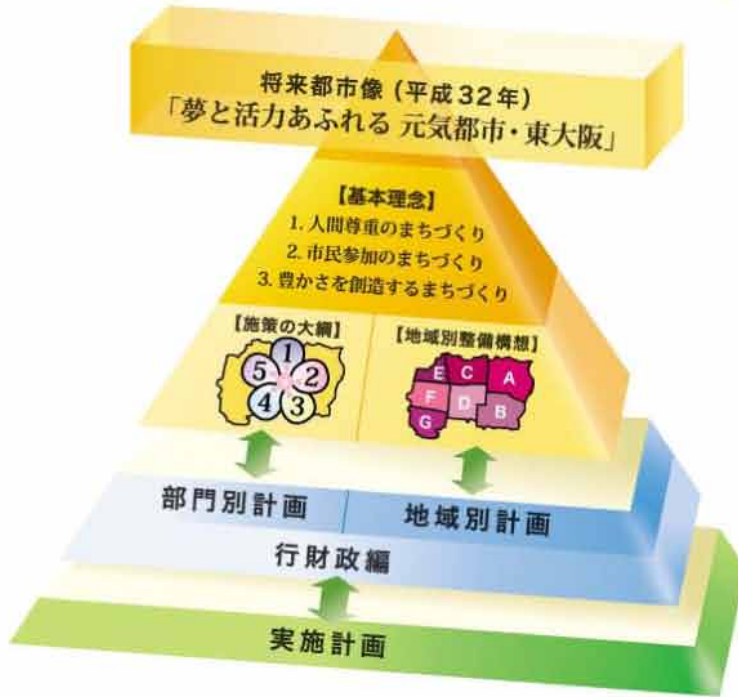 将来都市像（平成32年）
「夢と活力あふれる 元気都市・東大阪」
【基本理念】
1. 人間尊重のまちづくり
2. 市民参加のまちづくり
3. 豊かさを創造するまちづくり
【施策の大綱】
1
5 2
4 3
【地域別整備構想】
E C A
F D B
G
部門別計画
地域別計画
行財政編
実施計画